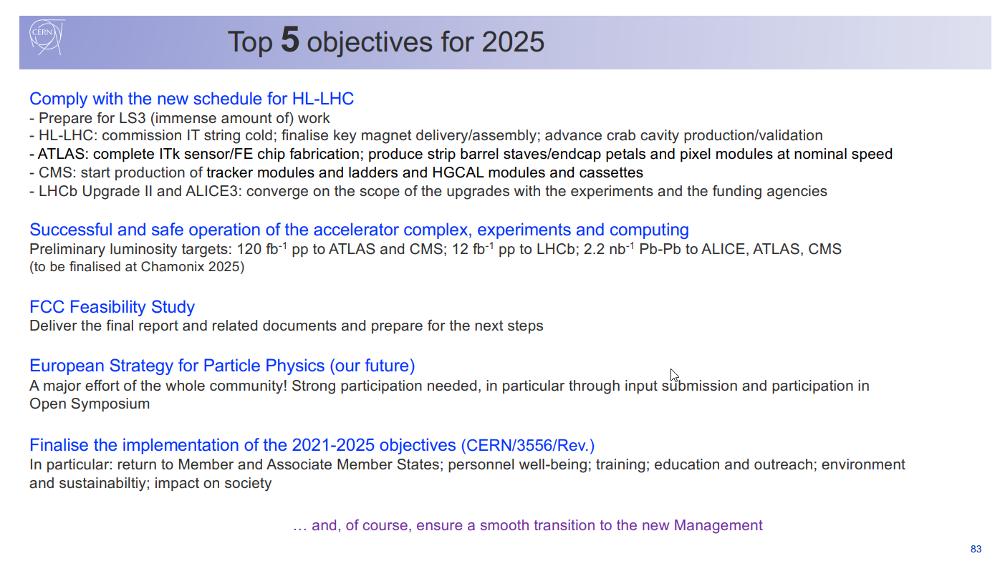 CERN
Top 5 objectives for 2025
Comply with the new schedule for HL-LHC
- Prepare for LS3 (immense amount of) work
- HL-LHC: commission IT string cold; finalise key magnet delivery/assembly; advance crab cavity production/validation
- ATLAS: complete ITk sensor/FE chip fabrication; produce strip barrel staves/endcap petals and pixel modules at nominal speed
- CMS: start production of tracker modules and ladders and HGCAL modules and cassettes
- LHCb Upgrade II and ALICE3: converge on the scope of the upgrades with the experiments and the funding agencies
Successful and safe operation of the accelerator complex, experiments and computing
Preliminary luminosity targets: 120 fb⁻¹ pp to ATLAS and CMS; 12 fb⁻¹ pp to LHCb; 2.2 nb⁻¹ Pb-Pb to ALICE, ATLAS, CMS
(to be finalised at Chamonix 2025)
FCC Feasibility Study
Deliver the final report and related documents and prepare for the next steps
European Strategy for Particle Physics (our future)
A major effort of the whole community! Strong participation needed, in particular through input submission and participation in
Open Symposium
Finalise the implementation of the 2021-2025 objectives (CERN/3556/Rev.)
In particular: return to Member and Associate Member States; personnel well-being; training; education and outreach; environment
and sustainabiltiy; impact on society
… and, of course, ensure a smooth transition to the new Management
83